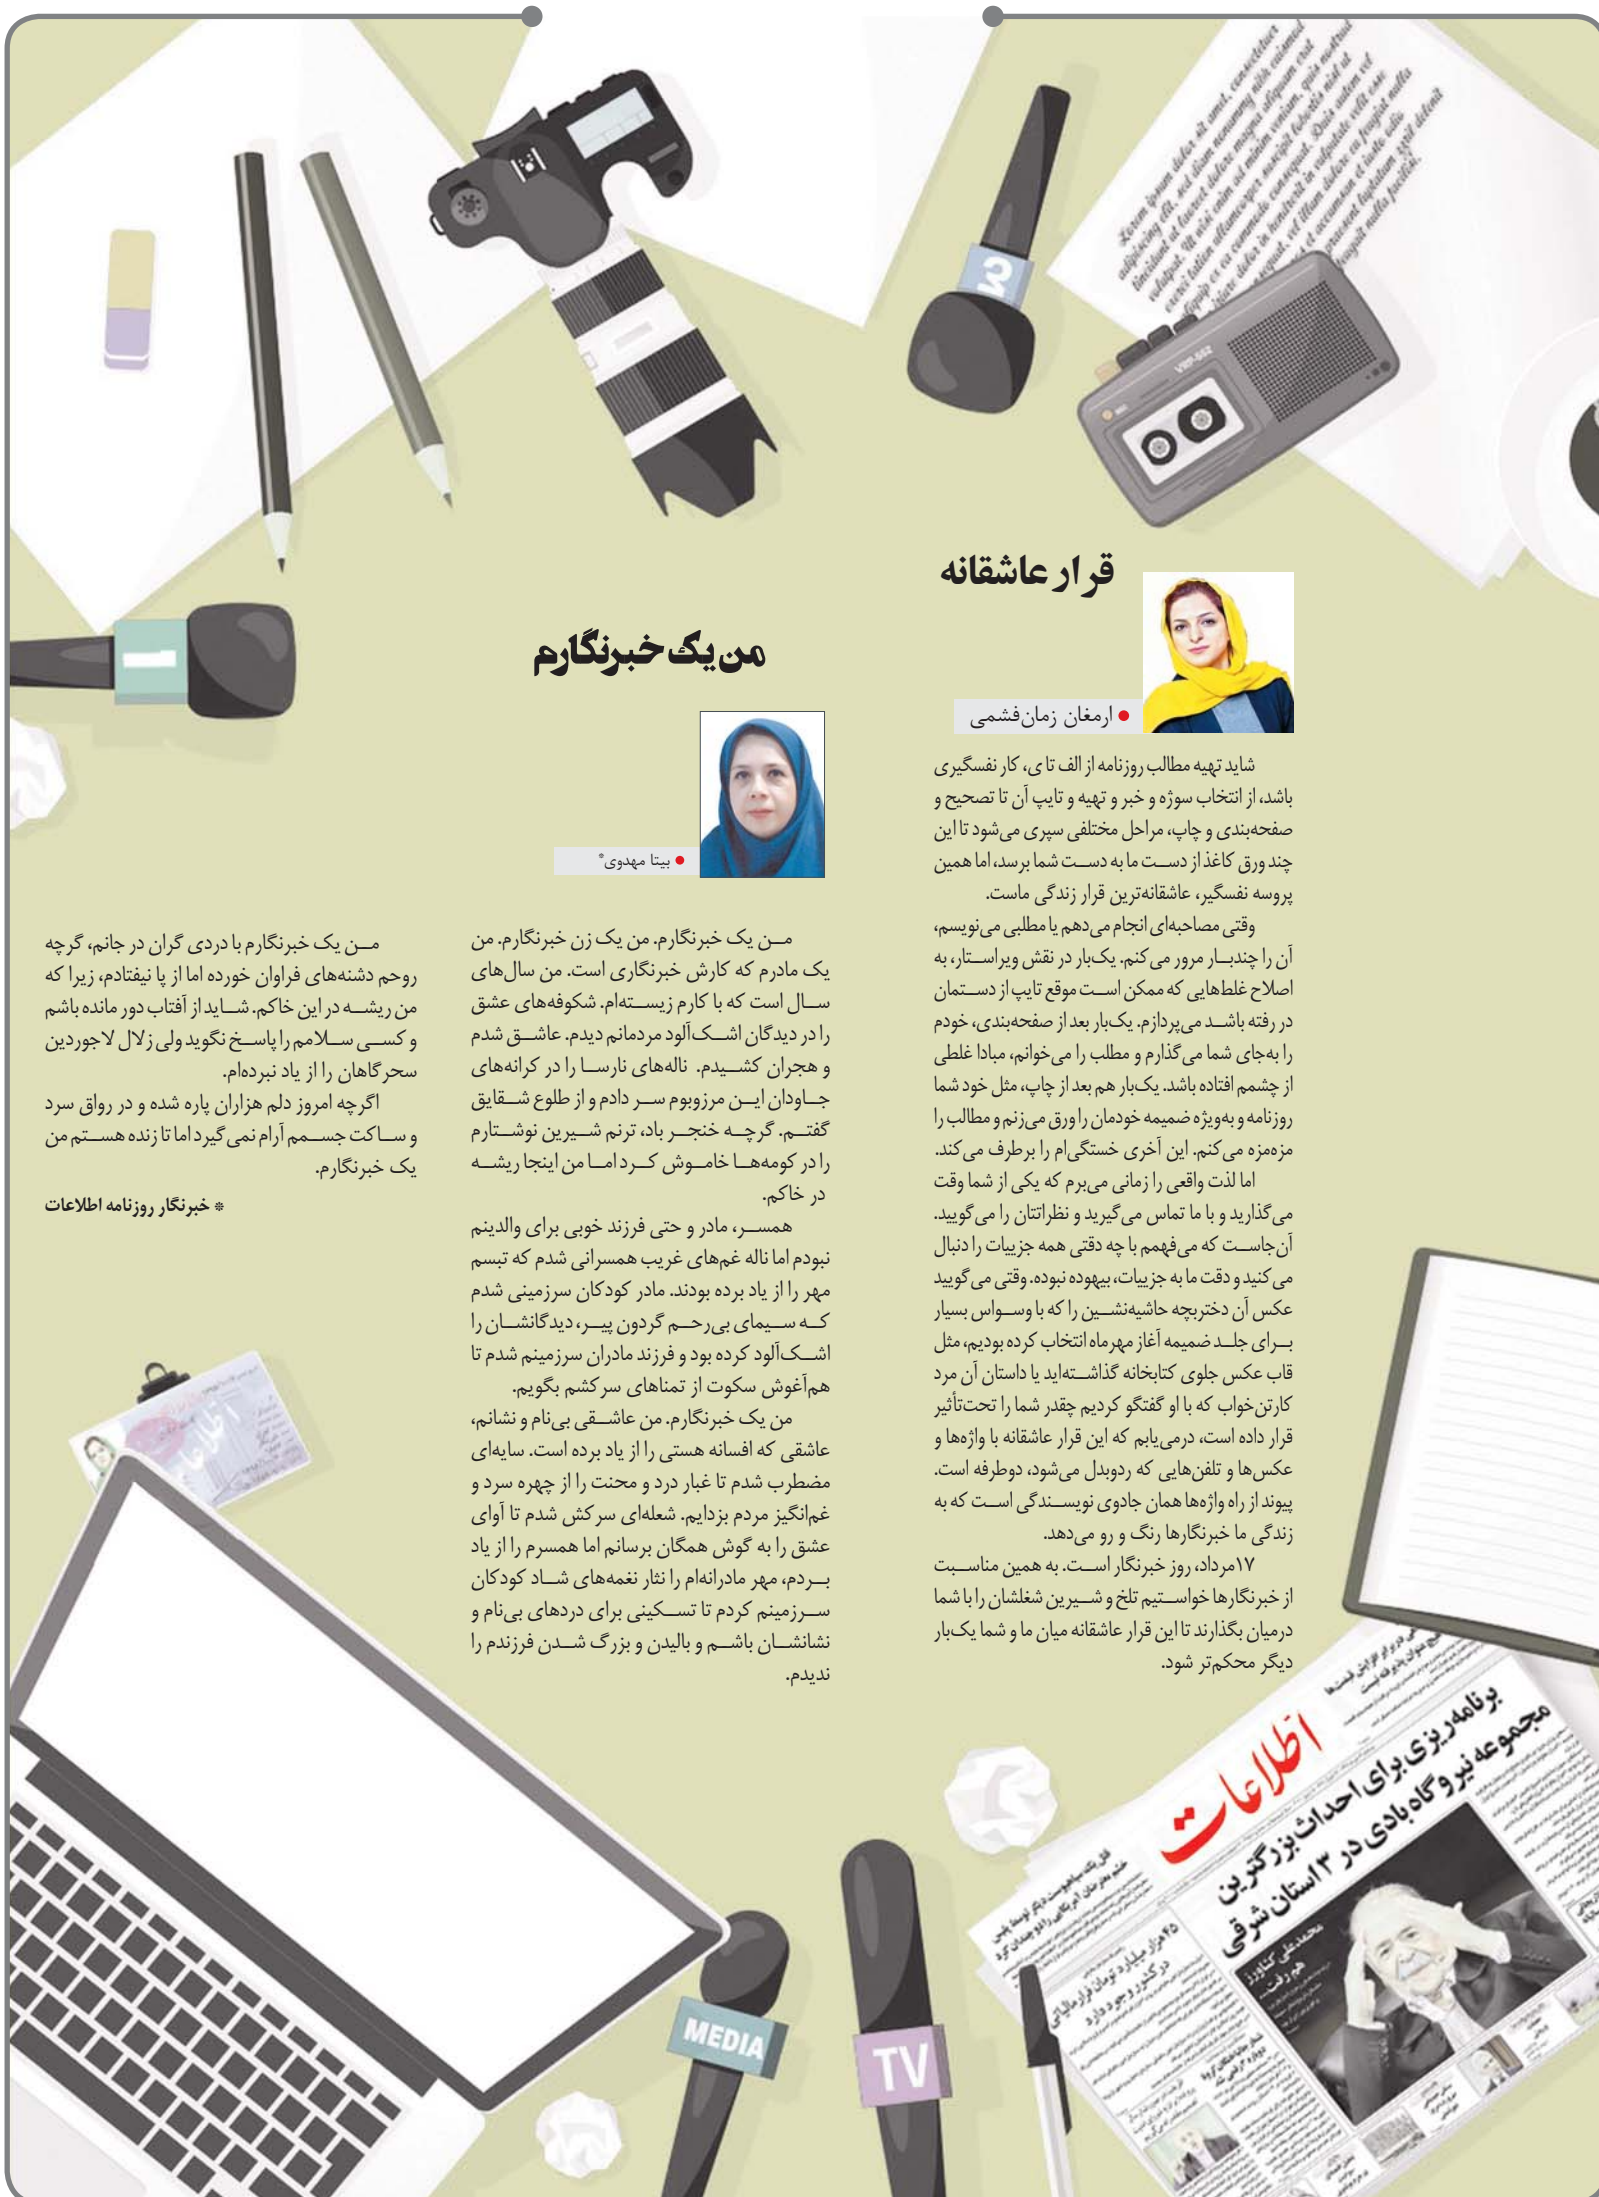 قرار عاشقانه
ارمغان زمان‌فشمی
شاید تهیه مطالب روزنامه از الف تا ی، کار نفسگیری
باشد، از انتخاب سوژه و خبر و تهیه و تایپ آن تا تصحیح و
صفحه‌بندی و چاپ، مراحل مختلفی سپری می‌شود تا این
چند ورق کاغذ از دست ما به دست شما برسد، اما همین
پروسه نفسگیر، عاشقانه‌ترین قرار زندگی ماست.
وقتی مصاحبه‌ای انجام می‌دهم یا مطلبی می‌نویسم،
آن را چندبار مرور می‌کنم. یک‌بار در نقش ویراستار، به
اصلاح غلط‌هایی که ممکن است موقع تایپ از دستمان
در رفته باشد می‌پردازم. یک‌بار بعد از صفحه‌بندی، خودم
را به‌جای شما می‌گذارم و مطلب را می‌خوانم، مبادا غلطی
از چشمم افتاده باشد. یک‌بار هم بعد از چاپ، مثل خود شما
روزنامه و به‌ویژه ضمیمه خودمان را ورق می‌زنم و مطالب را
مزه‌مزه می‌کنم. این آخری خستگی‌ام را برطرف می‌کند.
اما لذت واقعی را زمانی می‌برم که یکی از شما وقت
می‌گذارید و با ما تماس می‌گیرید و نظراتتان را می‌گویید.
آن‌جاست که می‌فهمم با چه دقتی همه جزییات را دنبال
می‌کنید و دقت ما به جزییات، بیهوده نبوده. وقتی می‌گویید
عکس آن دختربچه حاشیه‌نشین را که با وسواس بسیار
برای جلد ضمیمه آغاز مهرماه انتخاب کرده بودیم، مثل
قاب عکس جلوی کتابخانه گذاشته‌اید یا داستان آن مرد
کارتن‌خواب که با او گفتگو کردیم چقدر شما را تحت‌تأثیر
قرار داده است، درمی‌یابم که این قرار عاشقانه با واژه‌ها و
عکس‌ها و تلفن‌هایی که ردوبدل می‌شود، دوطرفه است.
پیوند از راه واژه‌ها همان جادوی نویسندگی است که به
زندگی ما خبرنگارها رنگ و رو می‌دهد.
۱۷مرداد، روز خبرنگار است. به همین مناسبت
از خبرنگارها خواستیم تلخ و شیرین شغلشان را با شما
درمیان بگذارند تا این قرار عاشقانه میان ما و شما یک‌بار
دیگر محکم‌تر شود.
من یک خبرنگارم
بیتا مهدوی*
من یک خبرنگارم. من یک زن خبرنگارم. من
یک مادرم که کارش خبرنگاری است. من سال‌های
سال است که با کارم زیسته‌ام. شکوفه‌های عشق
را در دیدگان اشک‌آلود مردمانم دیدم. عاشق شدم
و هجران کشیدم. ناله‌های نارسا را در کرانه‌های
جاودان این مرزوبوم سر دادم و از طلوع شقایق
گفتم. گرچه خنجر باد، ترنم شیرین نوشتارم
را در کومه‌ها خاموش کرد اما من اینجا ریشه
در خاکم.
همسر، مادر و حتی فرزند خوبی برای والدینم
نبودم اما ناله غم‌های غریب همسرانی شدم که تبسم
مهر را از یاد برده بودند. مادر کودکان سرزمینی شدم
که سیمای بی‌رحم گردون پیر، دیدگانشان را
اشک‌آلود کرده بود و فرزند مادران سرزمینم شدم تا
هم‌آغوش سکوت از تمناهای سرکشم بگویم.
من یک خبرنگارم. من عاشقی بی‌نام و نشانم،
عاشقی که افسانه هستی را از یاد برده است. سایه‌ای
مضطرب شدم تا غبار درد و محنت را از چهره سرد و
غم‌انگیز مردم بزدایم. شعله‌ای سرکش شدم تا آوای
عشق را به گوش همگان برسانم اما همسرم را از یاد
بردم، مهر مادرانه‌ام را نثار نغمه‌های شاد کودکان
سرزمینم کردم تا تسکینی برای دردهای بی‌نام و
نشانشان باشم و بالیدن و بزرگ شدن فرزندم را
ندیدم.
من یک خبرنگارم با دردی گران در جانم، گرچه
روحم دشنه‌های فراوان خورده اما از پا نیفتادم، زیرا که
من ریشه در این خاکم. شاید از آفتاب دور مانده باشم
و کسی سلامم را پاسخ نگوید ولی زلال لاجوردین
سحرگاهان را از یاد نبرده‌ام.
اگرچه امروز دلم هزاران پاره شده و در رواق سرد
و ساکت جسمم آرام نمی‌گیرد اما تا زنده هستم من
یک خبرنگارم.
* خبرنگار روزنامه اطلاعات
3
1
VRP-552
اطلاعات
برنامه‌ریزی برای احداث بزرگترین
مجموعه نیروگاه بادی در ۳ استان شرقی
محمدعلی کشاورز
هم رفت...
۴۵هزار میلیارد تومان فرار مالیاتی
در کشور وجود دارد
قتل یک سیاهپوست دیگر توسط پلیس
خشم معترضان آمریکایی را دوچندان کرد
اطلاعات
MEDIA
TV